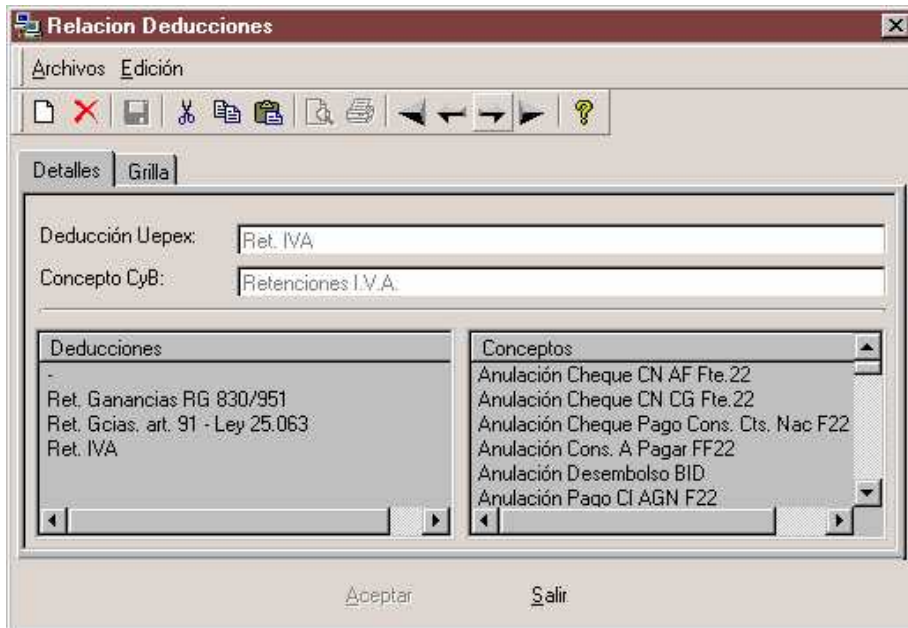 Relacion Deducciones
Archivos Edición
Detalles Grilla
Deducción Uepex: Ret. IVA
Concepto CyB: Retenciones I.V.A.
Deducciones
-
Ret. Ganancias RG 830/951
Ret. Gcias. art. 91 - Ley 25.063
Ret. IVA
Conceptos
Anulación Cheque CN AF Fte.22
Anulación Cheque CN CG Fte.22
Anulación Cheque Pago Cons. Cts. Nac F22
Anulación Cons. A Pagar FF22
Anulación Desembolso BID
Anulación Pago CI AGN F22
Aceptar Salir